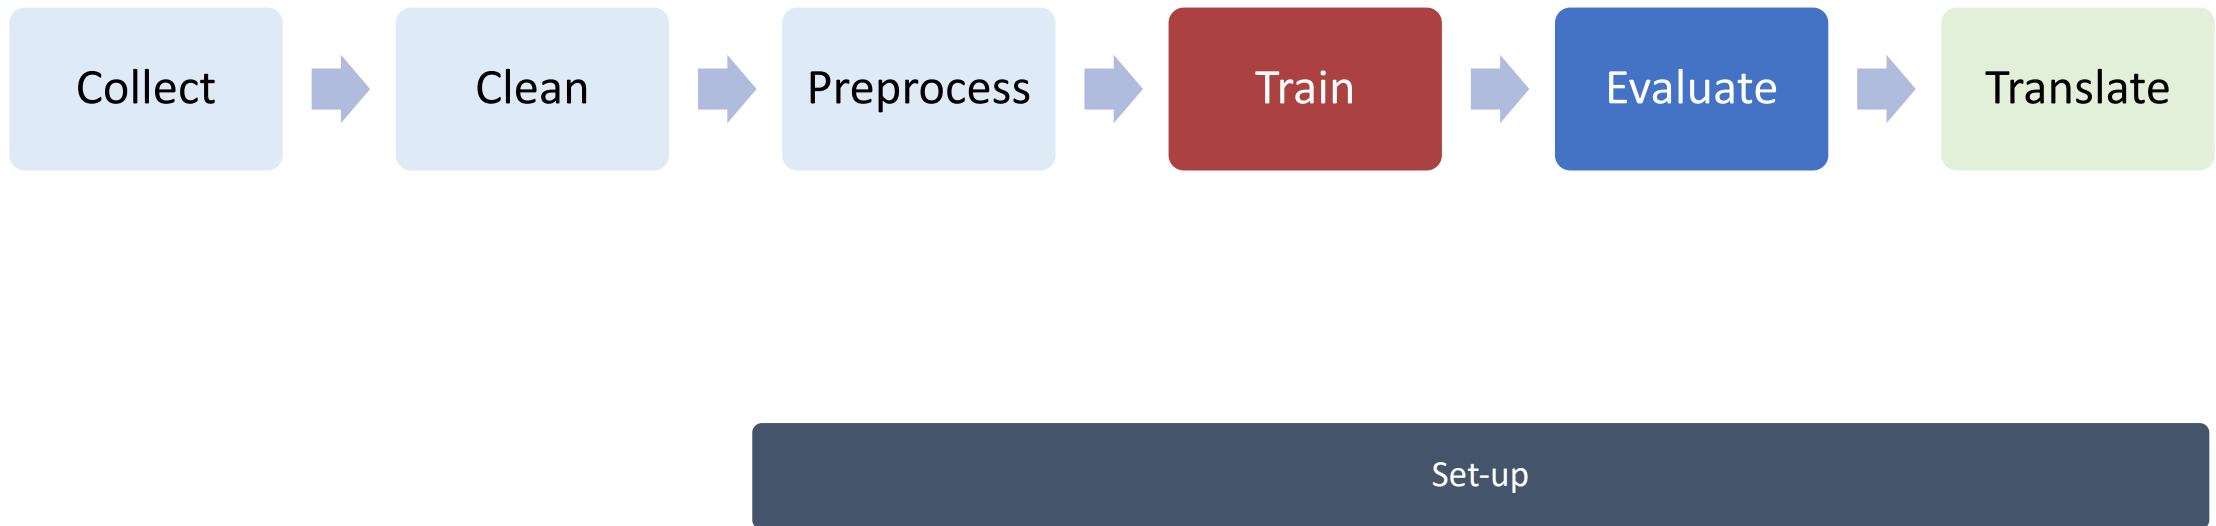 Collect
Clean
Preprocess
Train
Evaluate
Translate
Set-up